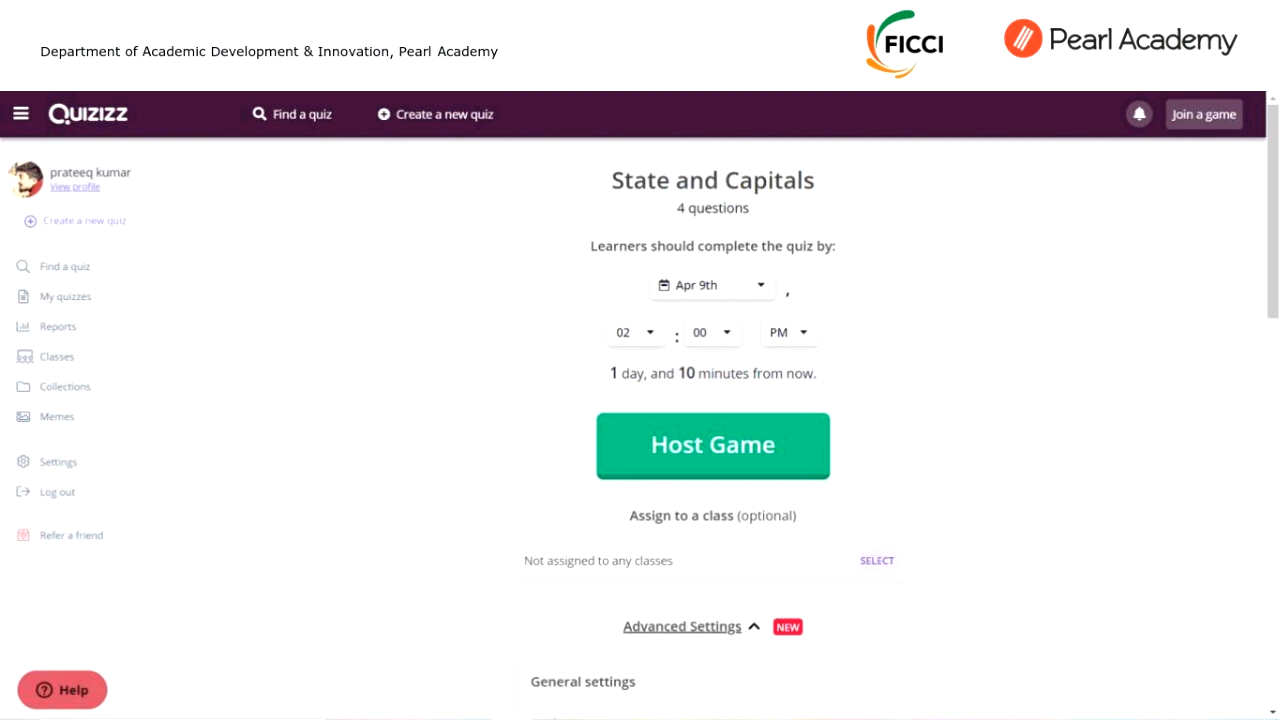 Department of Academic Development & Innovation, Pearl Academy
FICCI
Pearl Academy
Quizizz
Find a quiz
Create a new quiz
Join a game
prateeq kumar
View profile
Create a new quiz
Find a quiz
My quizzes
Reports
Classes
Collections
Memes
Settings
Log out
Refer a friend
Help
State and Capitals
4 questions
Learners should complete the quiz by:
Apr 9th ,
02 : 00 PM
1 day, and 10 minutes from now.
Host Game
Assign to a class (optional)
Not assigned to any classes SELECT
Advanced Settings NEW
General settings